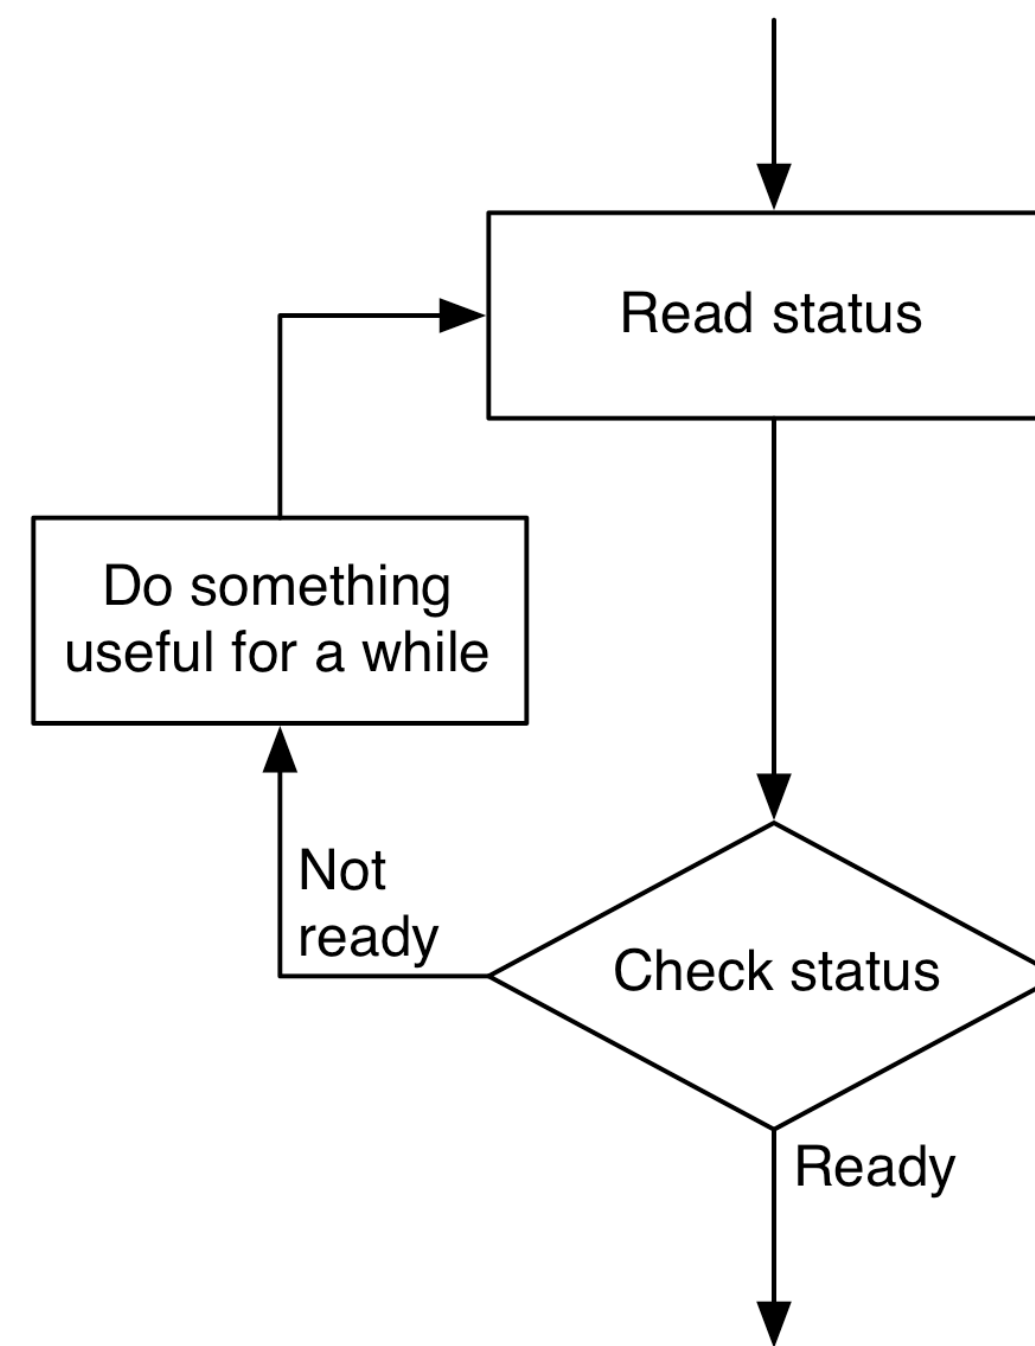 Read status
Do something
useful for a while
Not
ready
Check status
Ready